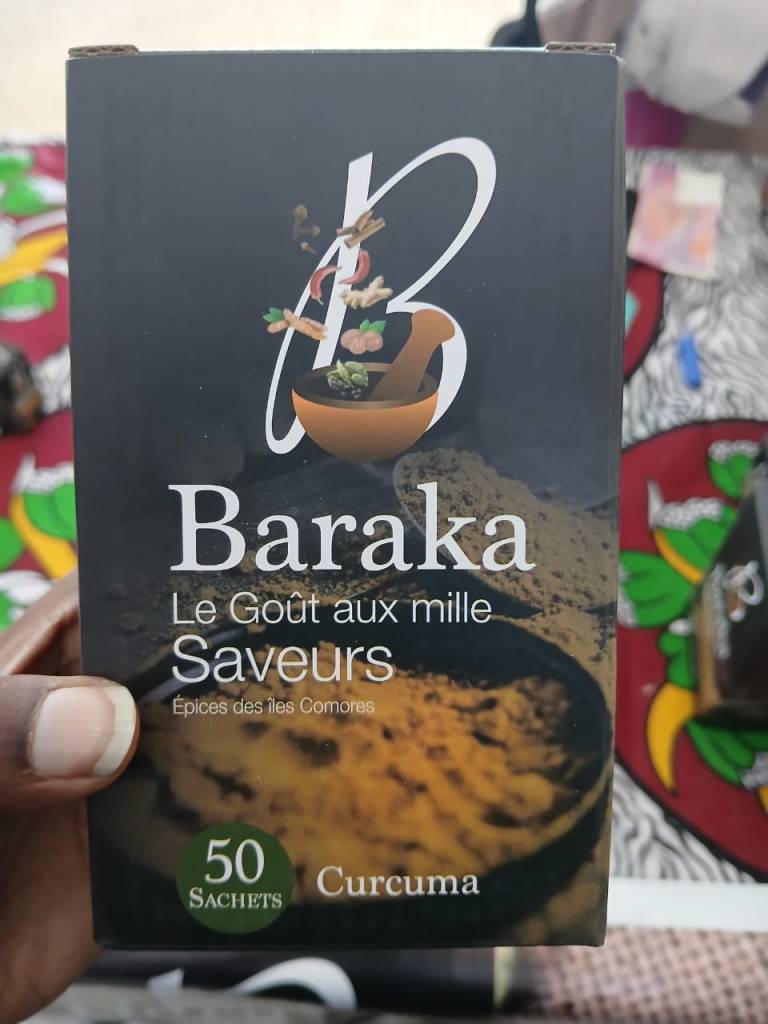 B
Baraka
Le Goût aux mille
Saveurs
Épices des îles Comores
50
SACHETS
Curcuma